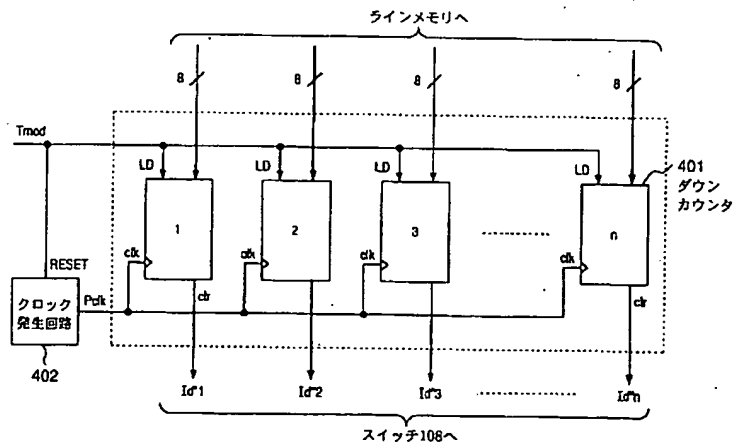 ラインメモリへ
8
8
8
8
Tmod
LD
LD
LD
LD
401
ダウン
カウンタ
1
2
3
n
clk
clk
clk
clk
RESET
クロック
発生回路
Pclk
clr
clr
402
Id"1
Id"2
Id"3
Id"n
スイッチ108へ